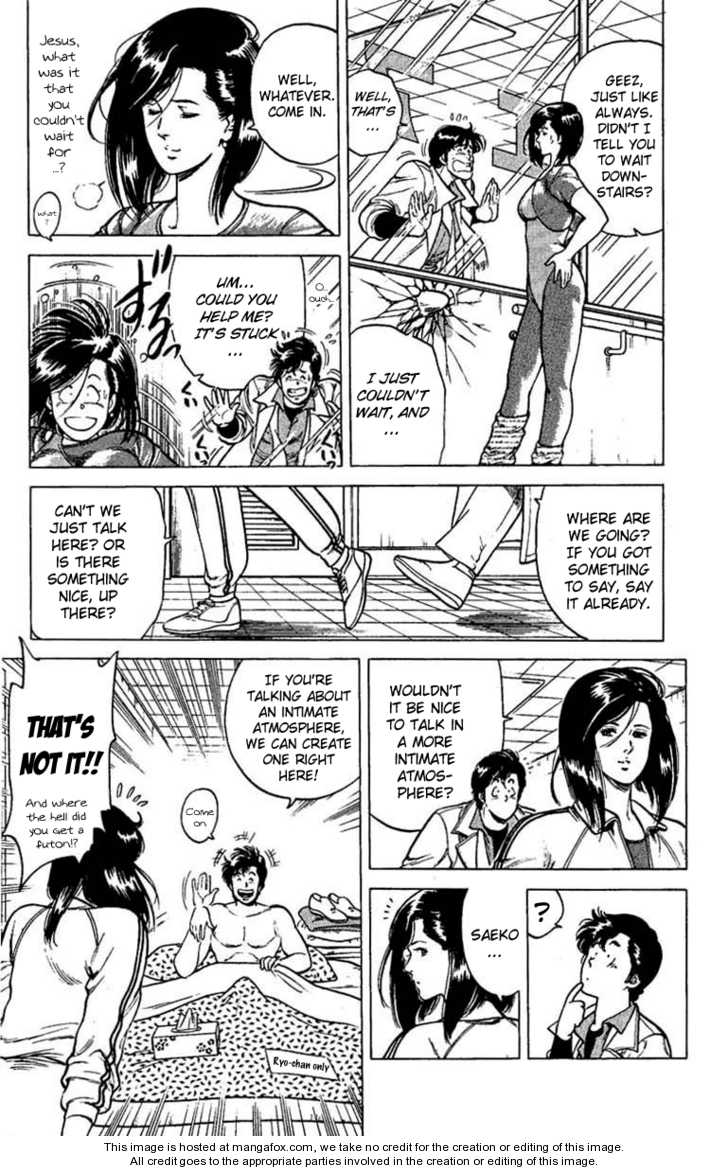 GEEZ,
JUST LIKE
ALWAYS.
DIDN'T I
TELL YOU
TO WAIT
DOWN-
STAIRS?
WELL,
THAT'S
...
I JUST
COULDN'T
WAIT, AND
...
WELL,
WHATEVER.
COME IN.
Jesus,
what
was it
that
you
couldn't
wait
for
...?
what
?
O...
ouch...
UM...
COULD YOU
HELP ME?
IT'S STUCK
...
ずるっ
ぐい
ぐい
WHERE ARE
WE GOING?
IF YOU GOT
SOMETHING
TO SAY, SAY
IT ALREADY.
CAN'T WE
JUST TALK
HERE? OR
IS THERE
SOMETHING
NICE, UP
THERE?
WOULDN'T
IT BE NICE
TO TALK IN
A MORE
INTIMATE
ATMOS-
PHERE?
IF YOU'RE
TALKING ABOUT
AN INTIMATE
ATMOSPHERE,
WE CAN CREATE
ONE RIGHT
HERE!
Come
on
THAT'S
NOT IT!!
And where
the hell did
you get a
futon!?
Ryo-chan only
?
SAEKO
...
This image is hosted at mangafox.com, we take no credit for the creation or editing of this image.
All credit goes to the appropriate parties involved in the creation or editing of this image.